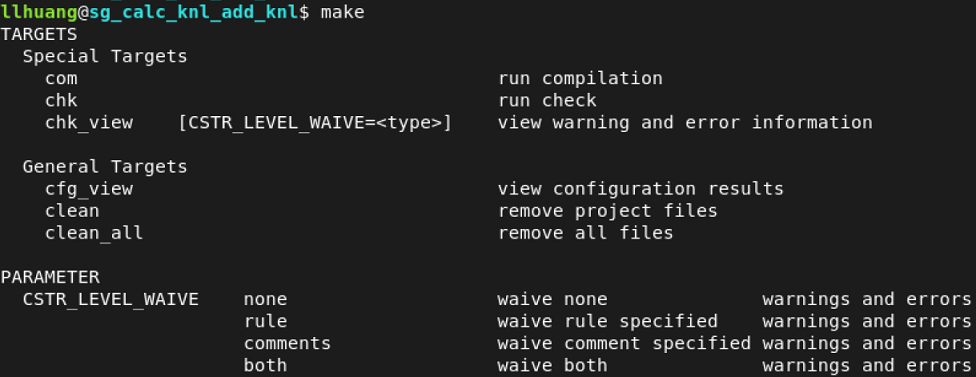 llhuang@sg_calc_knl_add_knl$ make
TARGETS
  Special Targets
    com                                      run compilation
    chk                                      run check
    chk_view    [CSTR_LEVEL_WAIVE=<type>]    view warning and error information

  General Targets
    cfg_view                                 view configuration results
    clean                                    remove project files
    clean_all                                remove all files

PARAMETER
  CSTR_LEVEL_WAIVE    none                   waive none              warnings and errors
                      rule                   waive rule specified    warnings and errors
                      comments               waive comment specified warnings and errors
                      both                   waive both              warnings and errors